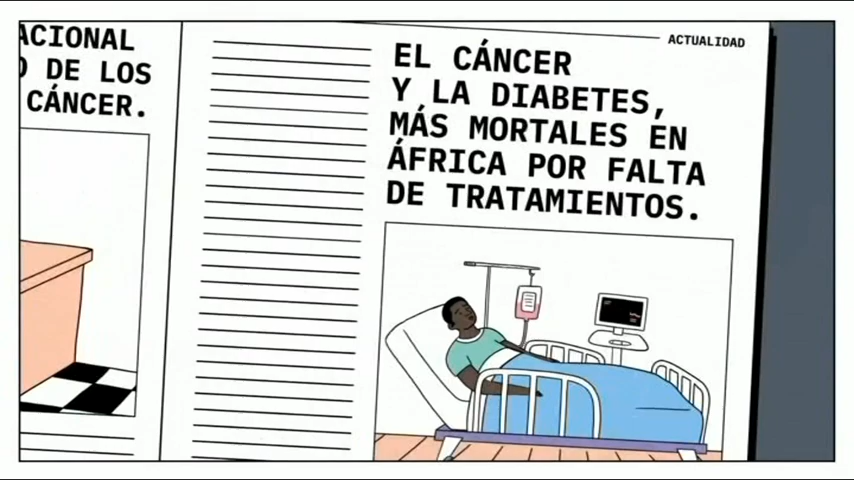 ACIONAL
DE LOS
CÁNCER.
ACTUALIDAD
EL CÁNCER
Y LA DIABETES,
MÁS MORTALES EN
ÁFRICA POR FALTA
DE TRATAMIENTOS.